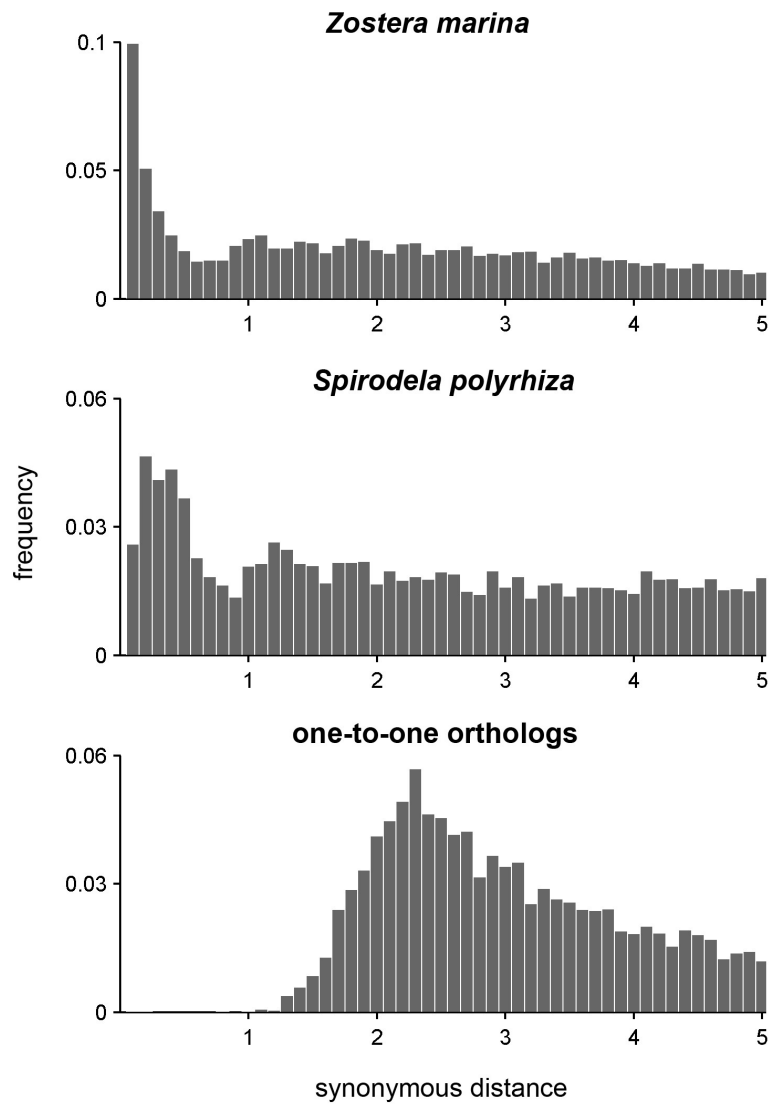 Zostera marina
0.1
0.05
0
1 2 3 4 5
Spirodela polyrhiza
0.06
0.03
0
1 2 3 4 5
frequency
one-to-one orthologs
0.06
0.03
0
1 2 3 4 5
synonymous distance